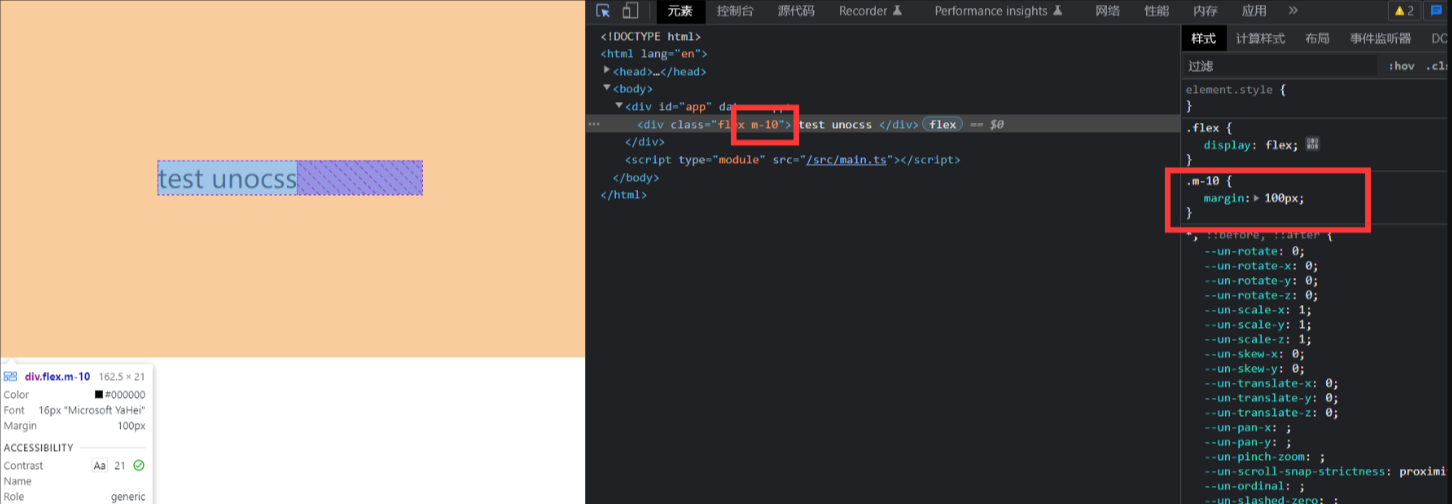 test unocss
div.flex.m-10 162.5 × 21
Color #000000
Font 16px "Microsoft YaHei"
Margin 100px
ACCESSIBILITY
Contrast Aa 21
Name
Role generic
元素 控制台 源代码 Recorder Performance insights 网络 性能 内存 应用 » 2
<!DOCTYPE html>
<html lang="en">
<head>…</head>
<body>
<div id="app" da
<div class="flex m-10"> test unocss </div> flex == $0
</div>
<script type="module" src="/src/main.ts"></script>
</body>
</html>
样式 计算样式 布局 事件监听器 DO
过滤 :hov .cls
element.style {
}
.flex {
display: flex;
}
.m-10 {
margin: 100px;
}
*, ::before, ::after {
--un-rotate: 0;
--un-rotate-x: 0;
--un-rotate-y: 0;
--un-rotate-z: 0;
--un-scale-x: 1;
--un-scale-y: 1;
--un-scale-z: 1;
--un-skew-x: 0;
--un-skew-y: 0;
--un-translate-x: 0;
--un-translate-y: 0;
--un-translate-z: 0;
--un-pan-x: ;
--un-pan-y: ;
--un-pinch-zoom: ;
--un-scroll-snap-strictness: proximi
--un-ordinal: ;
--un-slashed-zero: ;